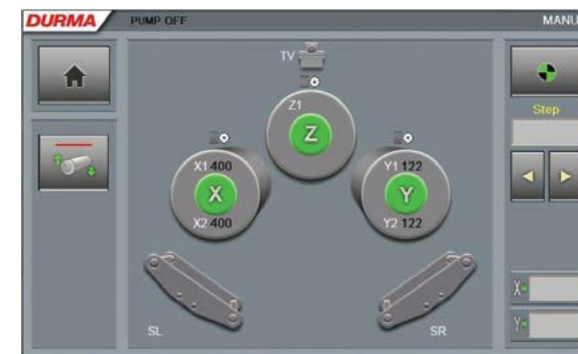 DURMA PUMP OFF MANU
TV
Z1
Z
Step
X1 400 Y1 122
X Y
X2 400 Y2 122
X
Y
SL SR